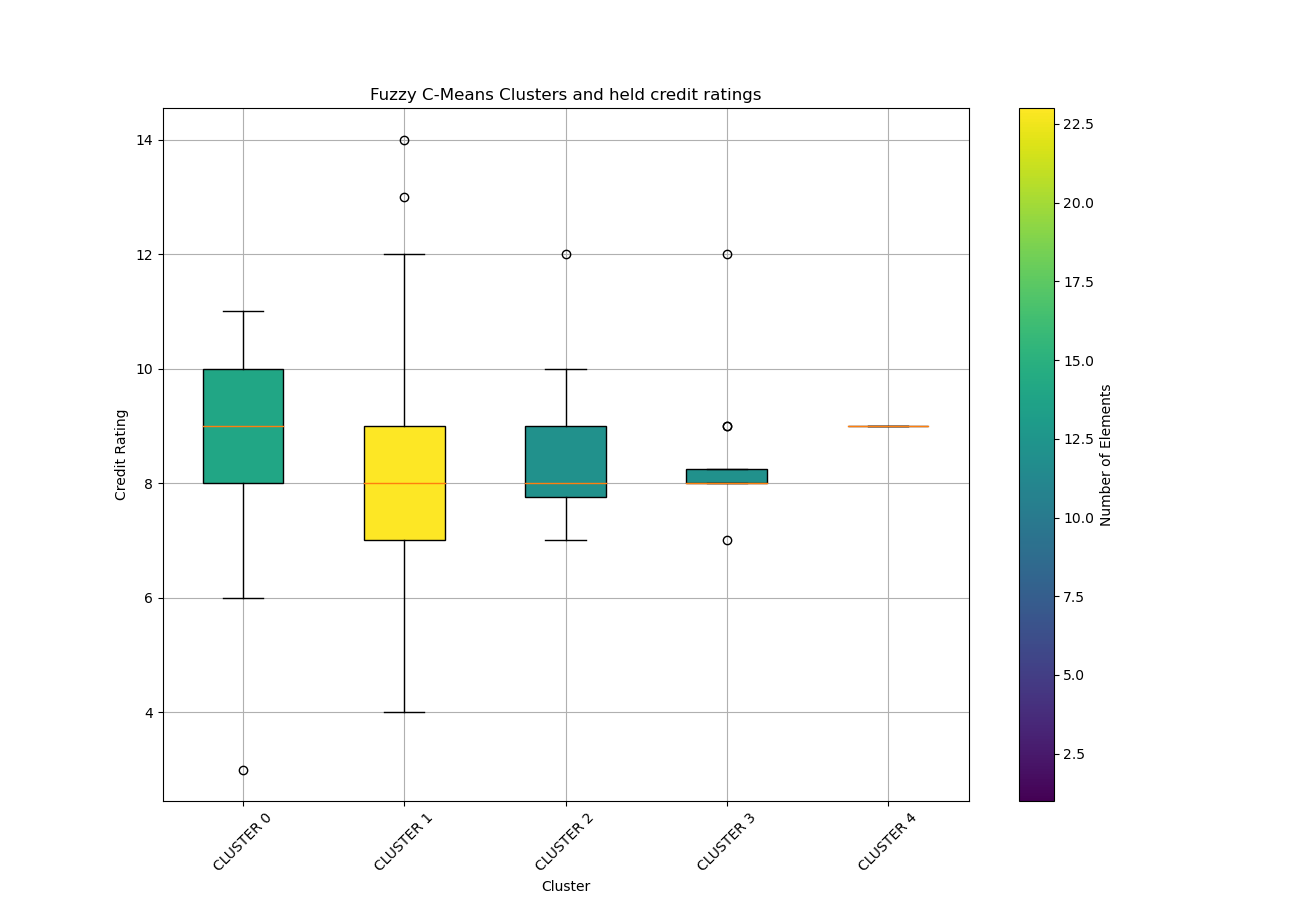 Fuzzy C-Means Clusters and held credit ratings
14
12
10
8
6
4
Credit Rating
CLUSTER 0
CLUSTER 1
CLUSTER 2
CLUSTER 3
CLUSTER 4
Cluster
22.5
20.0
17.5
15.0
12.5
10.0
7.5
5.0
2.5
Number of Elements